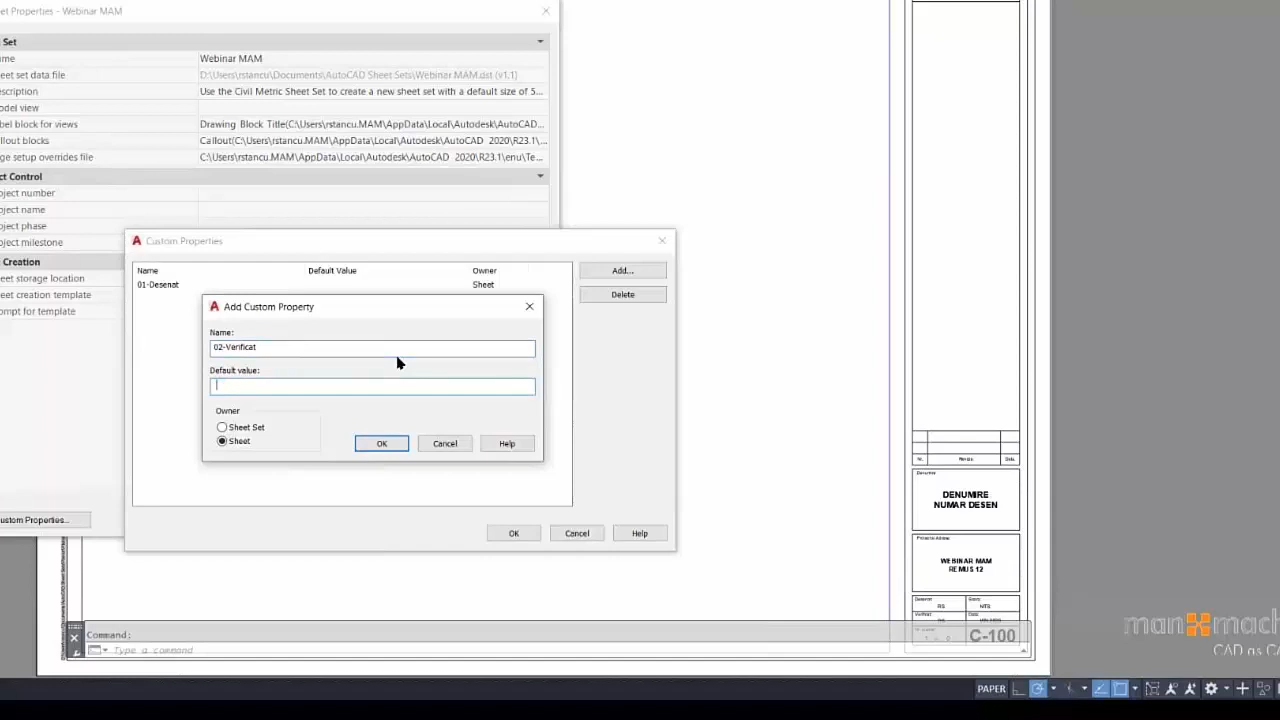 et Properties - Webinar MAM
Set
me Webinar MAM
eet set data file D:\Users\rstancu\Documents\AutoCAD Sheet Sets\Webinar MAM.dst (v1.1)
escription Use the Civil Metric Sheet Set to create a new sheet set with a default size of S...
odel view
bel block for views Drawing Block Title(C:\Users\rstancu.MAM\AppData\Local\Autodesk\AutoCAD...
llout blocks Callout(C:\Users\rstancu.MAM\AppData\Local\Autodesk\AutoCAD 2020\R23.1\...
ge setup overrides file C:\Users\rstancu.MAM\AppData\Local\Autodesk\AutoCAD 2020\R23.1\enu\Te...
ct Control
oject number
oject name
oject phase
oject milestone
Creation
eet storage location
eet creation template
ompt for template
ustom Properties...
Custom Properties
Name Default Value Owner
01-Desenat Sheet
Add...
Delete
Add Custom Property
Name:
02-Verificat
Default value:
Owner
Sheet Set
Sheet
OK Cancel Help
OK Cancel Help
DENUMIRE
NUMAR DESEN
WEBINAR MAM
REMUS 12
C-100
Command:
Type a command
man mach
CAD as CA
PAPER